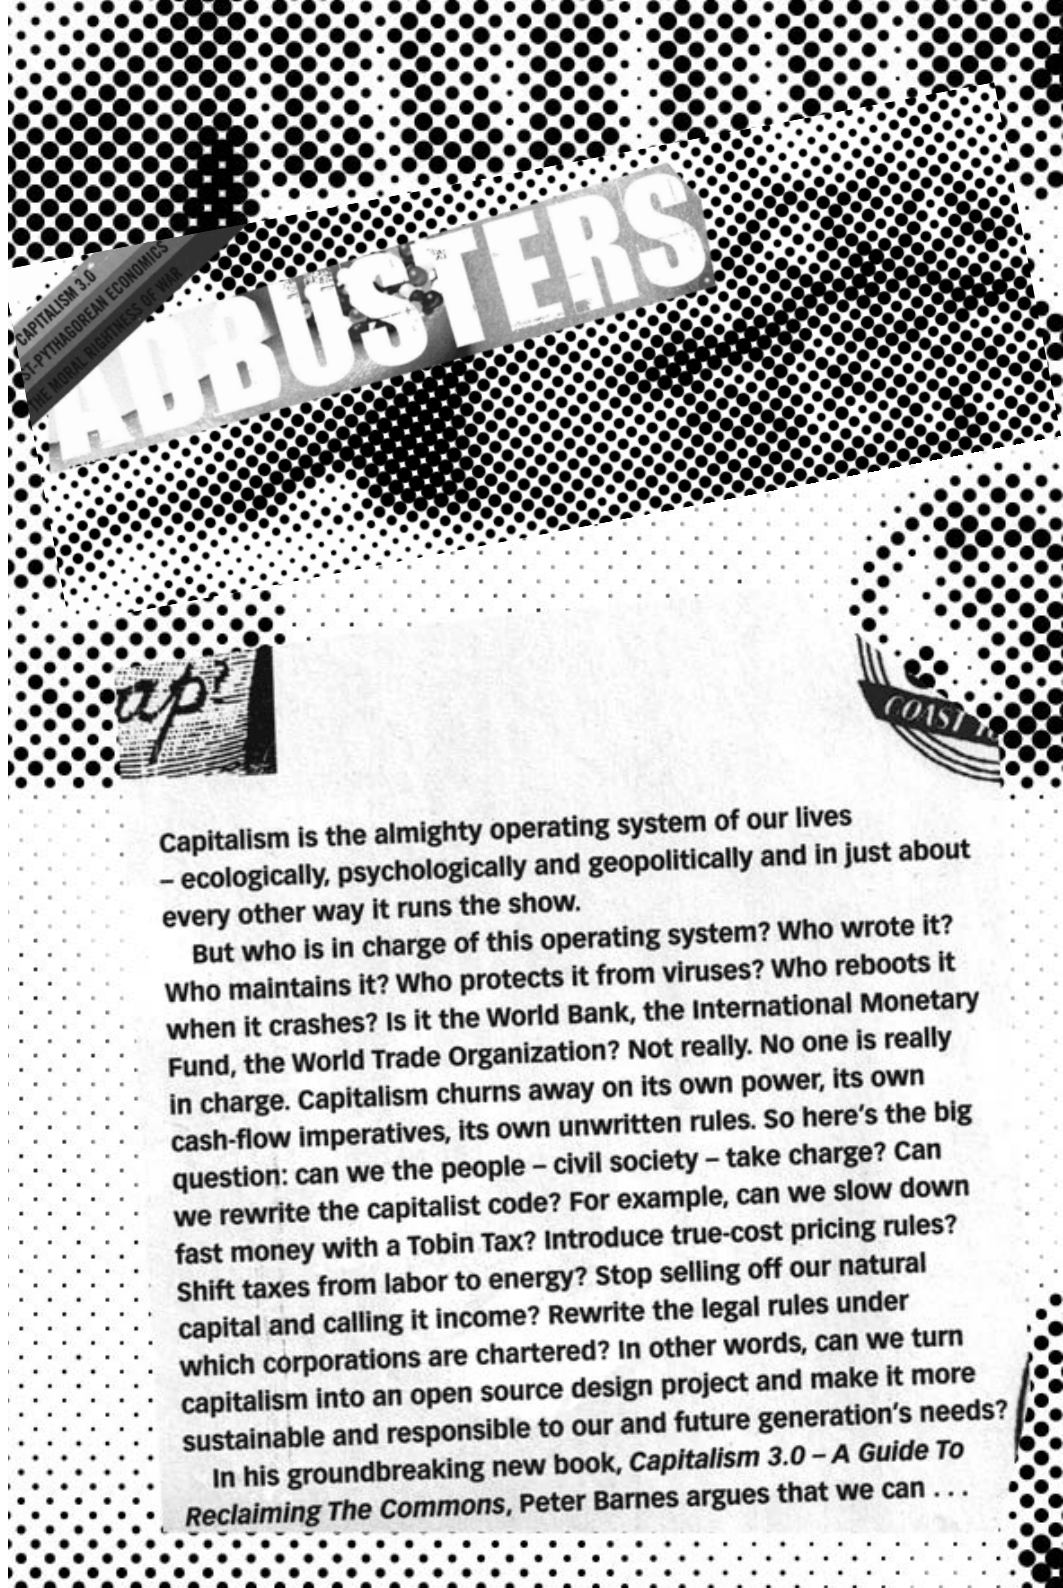 CAPITALISM 3.0
ST-PYTHAGOREAN ECONOMICS
THE MORAL RIGHTNESS OF WAR
ADBUSTERS
ap
COAST
Capitalism is the almighty operating system of our lives
– ecologically, psychologically and geopolitically and in just about
every other way it runs the show.
But who is in charge of this operating system? Who wrote it?
Who maintains it? Who protects it from viruses? Who reboots it
when it crashes? Is it the World Bank, the International Monetary
Fund, the World Trade Organization? Not really. No one is really
in charge. Capitalism churns away on its own power, its own
cash-flow imperatives, its own unwritten rules. So here's the big
question: can we the people – civil society – take charge? Can
we rewrite the capitalist code? For example, can we slow down
fast money with a Tobin Tax? Introduce true-cost pricing rules?
Shift taxes from labor to energy? Stop selling off our natural
capital and calling it income? Rewrite the legal rules under
which corporations are chartered? In other words, can we turn
capitalism into an open source design project and make it more
sustainable and responsible to our and future generation's needs?
In his groundbreaking new book, Capitalism 3.0 – A Guide To
Reclaiming The Commons, Peter Barnes argues that we can . . .